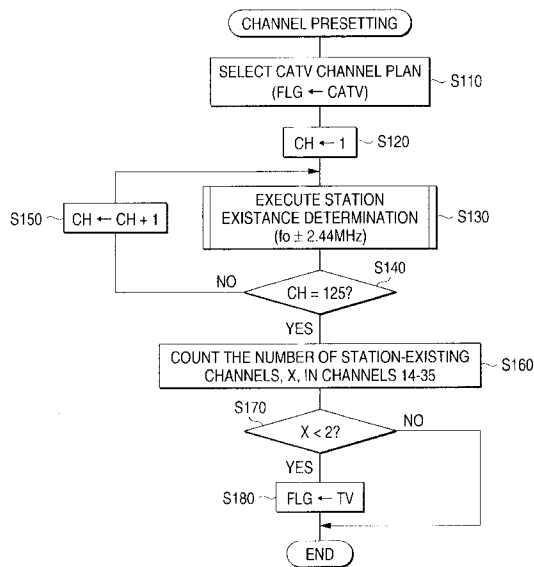 CHANNEL PRESETTING
SELECT CATV CHANNEL PLAN
(FLG ← CATV)
S110
CH ← 1
S120
S150
CH ← CH + 1
EXECUTE STATION
EXISTANCE DETERMINATION
(fo ± 2.44MHz)
S130
S140
NO
CH = 125?
YES
COUNT THE NUMBER OF STATION-EXISTING
CHANNELS, X, IN CHANNELS 14-35
S160
S170
X < 2?
NO
YES
S180
FLG ← TV
END